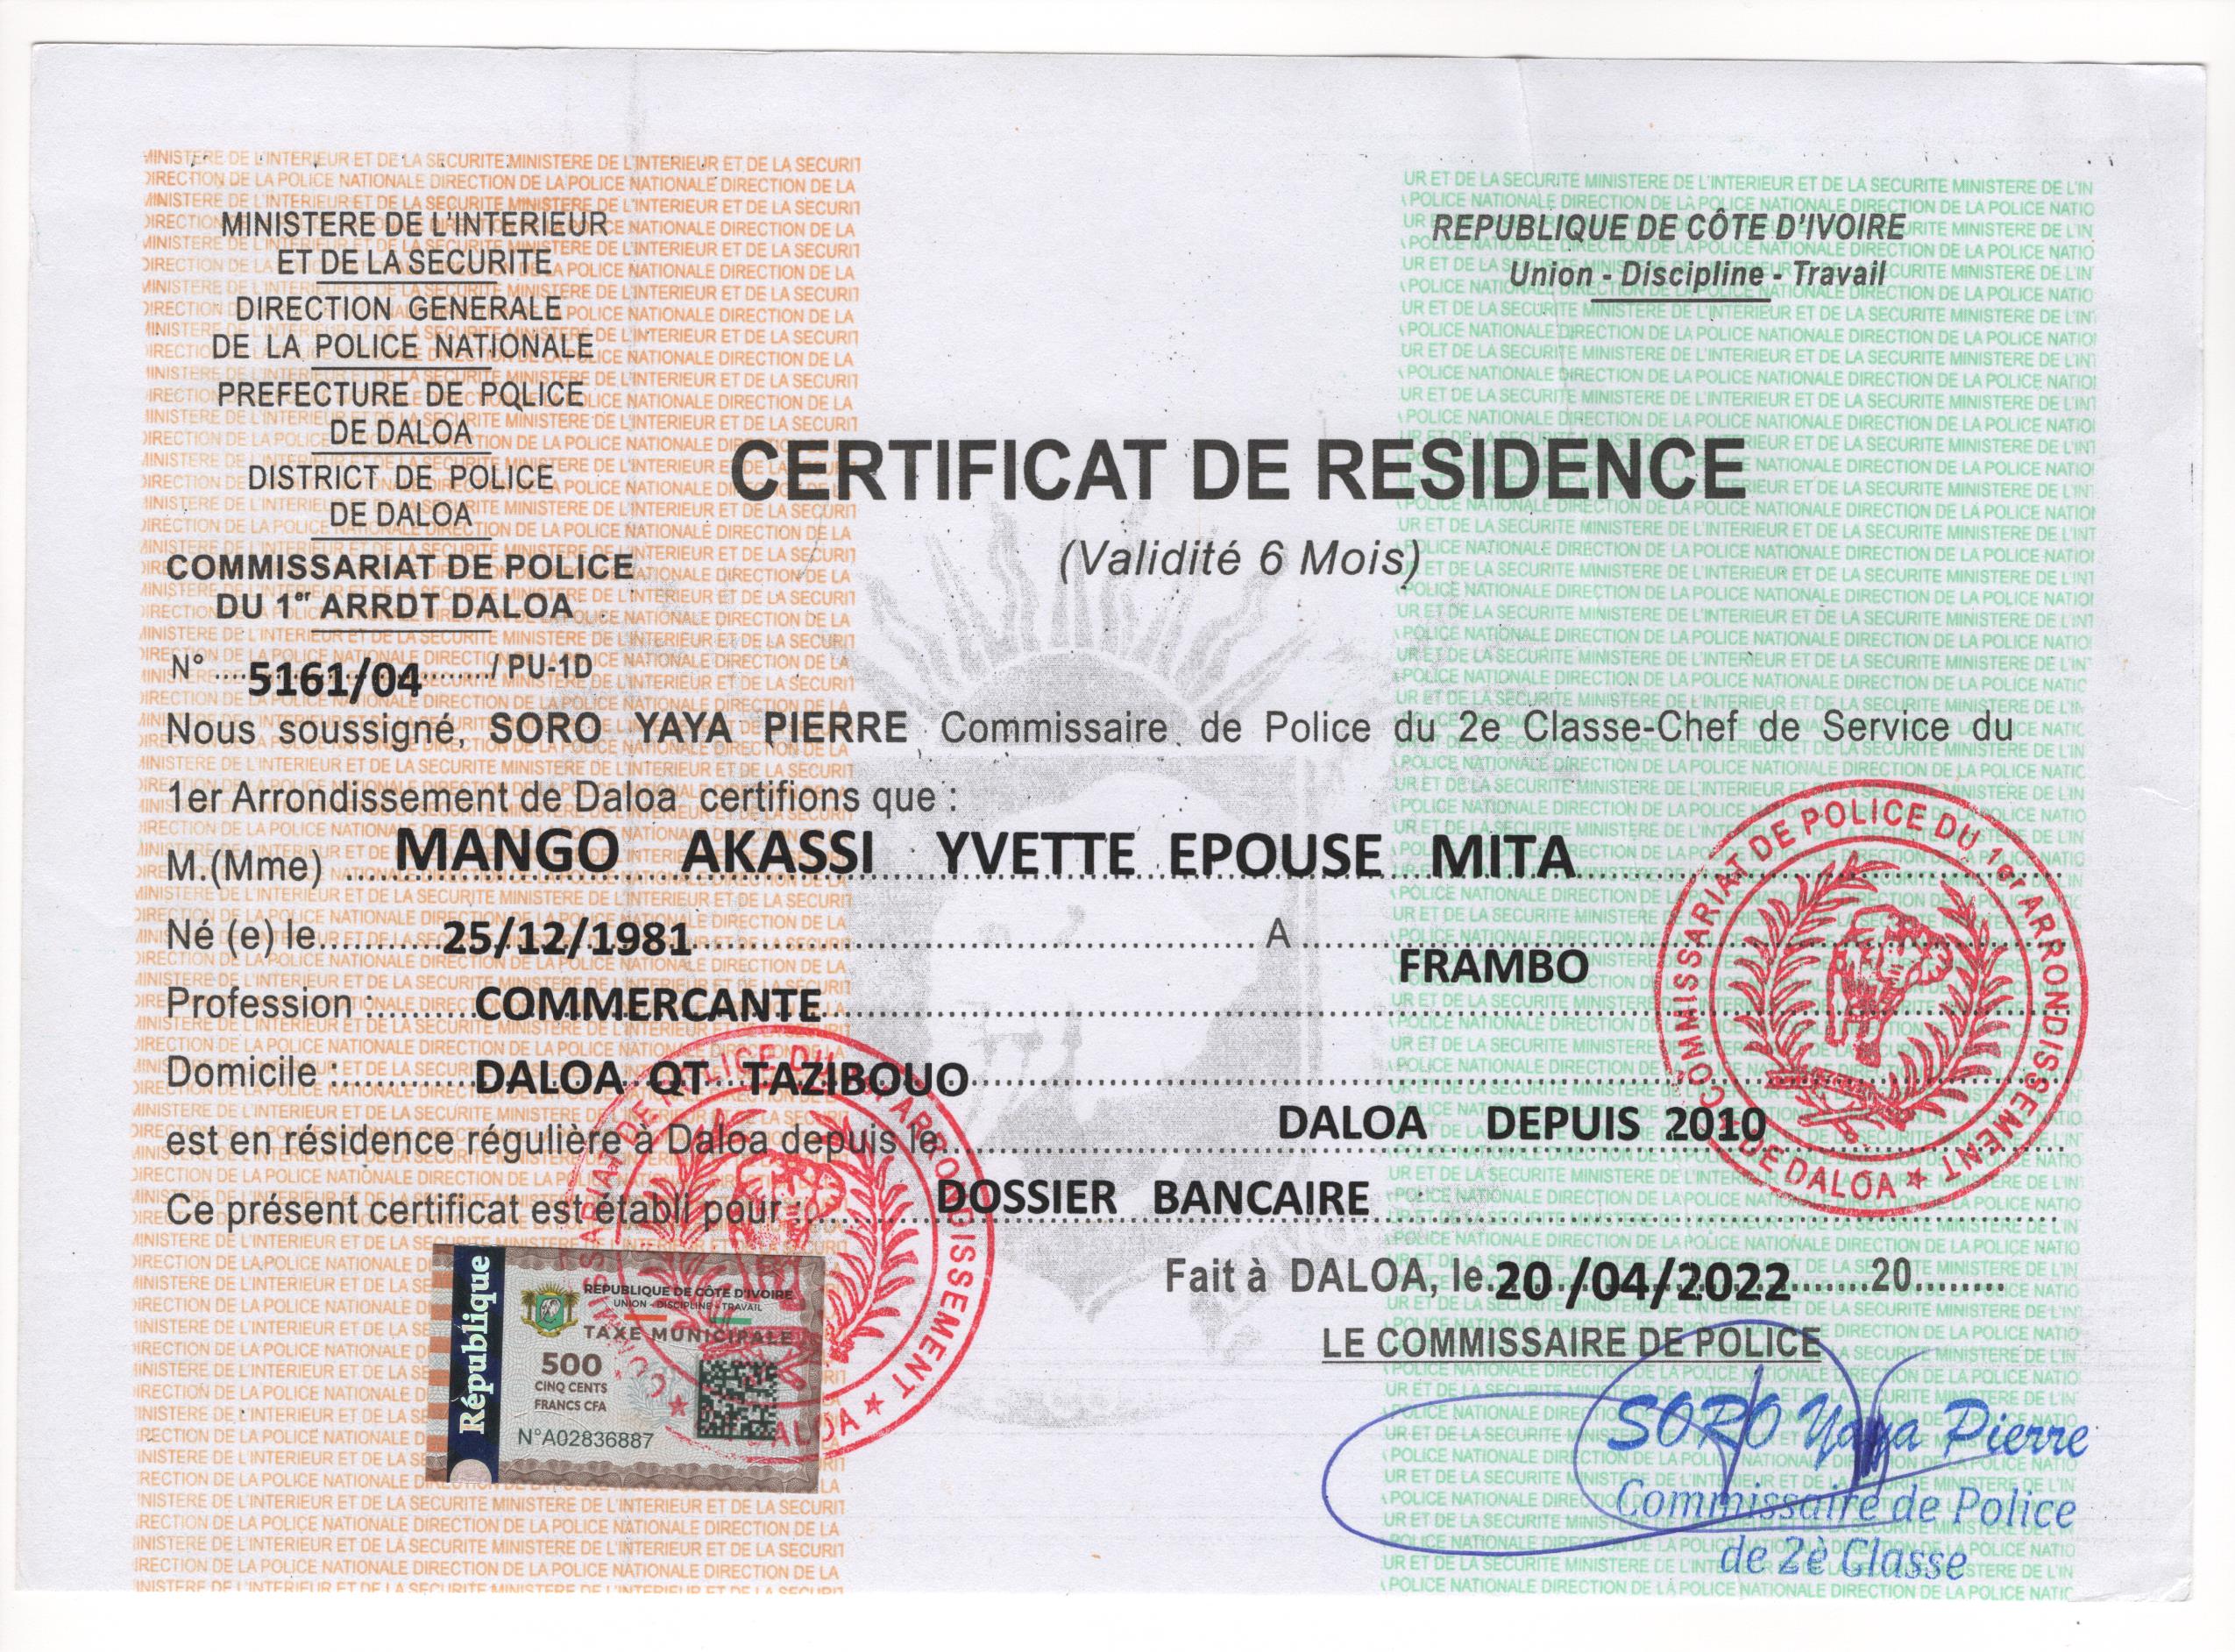 MINISTERE DE L'INTERIEUR
ET DE LA SECURITE
DIRECTION GENERALE
DE LA POLICE NATIONALE
PREFECTURE DE POLICE
DE DALOA
DISTRICT DE POLICE
DE DALOA
COMMISSARIAT DE POLICE
DU 1er ARRDT DALOA
REPUBLIQUE DE CÔTE D'IVOIRE
Union - Discipline - Travail
CERTIFICAT DE RESIDENCE
(Validité 6 Mois)
N° 5161/04 / PU-1D
Nous soussigné, SORO YAYA PIERRE Commissaire de Police du 2e Classe-Chef de Service du
1er Arrondissement de Daloa certifions que :
M.(Mme) MANGO AKASSI YVETTE EPOUSE MITA
Né (e) le 25/12/1981 A FRAMBO
Profession : COMMERCANTE
Domicile : DALOA QT TAZIBOUO
est en résidence régulière à Daloa depuis le DALOA DEPUIS 2010
Ce présent certificat est établi pour : DOSSIER BANCAIRE
Fait à DALOA, le 20 /04/2022 20
LE COMMISSAIRE DE POLICE
SORO Yaya Pierre
Commissaire de Police
de 2è Classe
COMMISSARIAT DE POLICE DU 1er ARRONDISSEMENT
DE DALOA
République
REPUBLIQUE DE CÔTE D'IVOIRE
UNION - DISCIPLINE - TRAVAIL
TAXE MUNICIPALE
500
CINQ CENTS
FRANCS CFA
N°A02836887